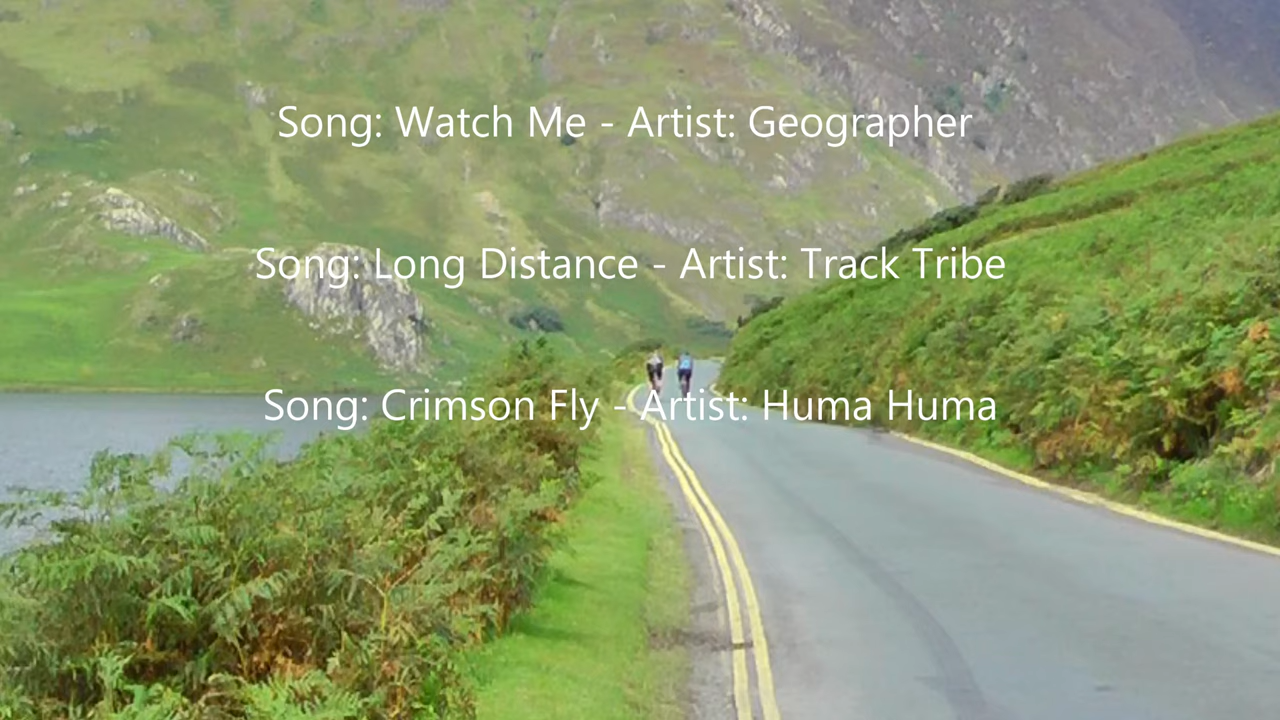 Song: Watch Me - Artist: Geographer
Song: Long Distance - Artist: Track Tribe
Song: Crimson Fly - Artist: Huma Huma